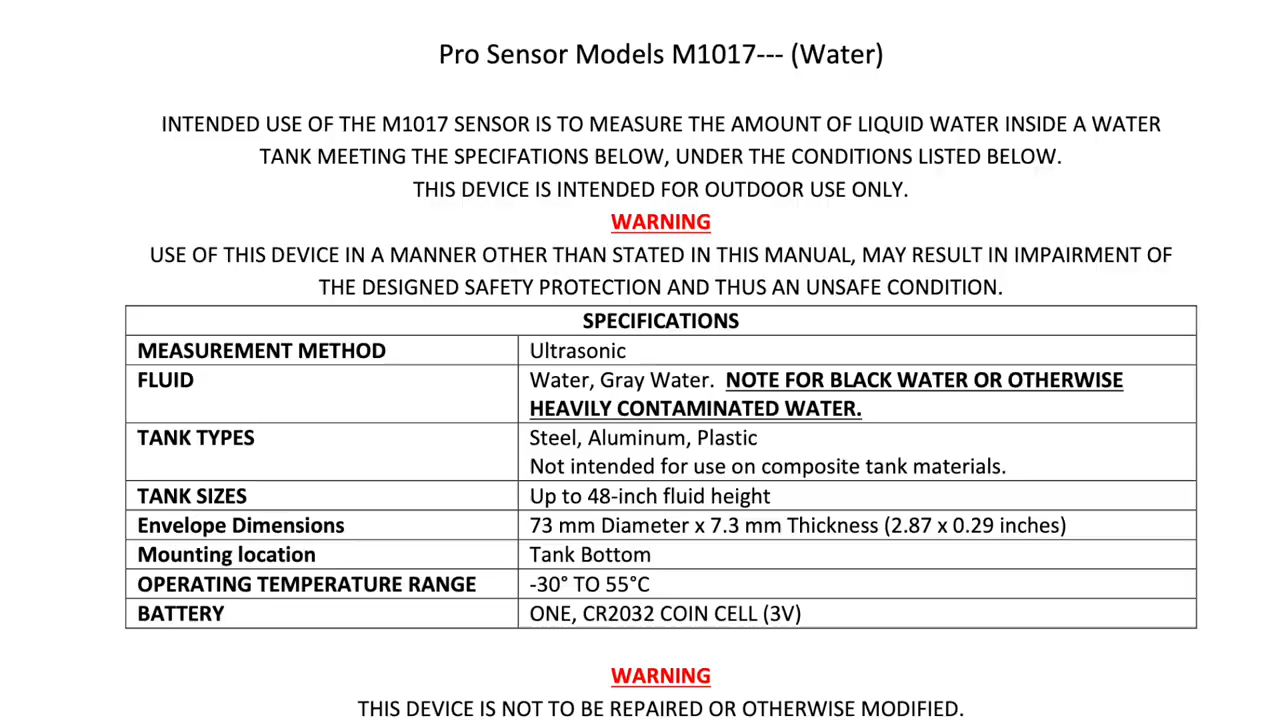 Pro Sensor Models M1017--- (Water)
INTENDED USE OF THE M1017 SENSOR IS TO MEASURE THE AMOUNT OF LIQUID WATER INSIDE A WATER
TANK MEETING THE SPECIFATIONS BELOW, UNDER THE CONDITIONS LISTED BELOW.
THIS DEVICE IS INTENDED FOR OUTDOOR USE ONLY.
WARNING
USE OF THIS DEVICE IN A MANNER OTHER THAN STATED IN THIS MANUAL, MAY RESULT IN IMPAIRMENT OF
THE DESIGNED SAFETY PROTECTION AND THUS AN UNSAFE CONDITION.
SPECIFICATIONS
MEASUREMENT METHOD Ultrasonic
FLUID Water, Gray Water. NOTE FOR BLACK WATER OR OTHERWISE
HEAVILY CONTAMINATED WATER.
TANK TYPES Steel, Aluminum, Plastic
Not intended for use on composite tank materials.
TANK SIZES Up to 48-inch fluid height
Envelope Dimensions 73 mm Diameter x 7.3 mm Thickness (2.87 x 0.29 inches)
Mounting location Tank Bottom
OPERATING TEMPERATURE RANGE -30° TO 55°C
BATTERY ONE, CR2032 COIN CELL (3V)
WARNING
THIS DEVICE IS NOT TO BE REPAIRED OR OTHERWISE MODIFIED.